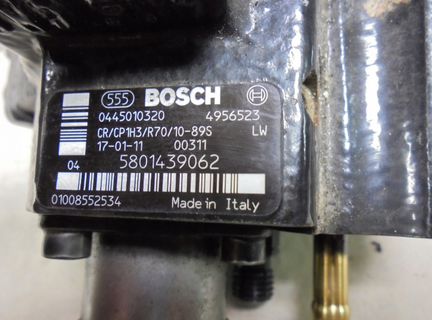 555 BOSCH
0445010320 4956523
CR/CP1H3/R70/10-89S LW
17-01-11 00311
04 5801439062
01008552534 Made in Italy